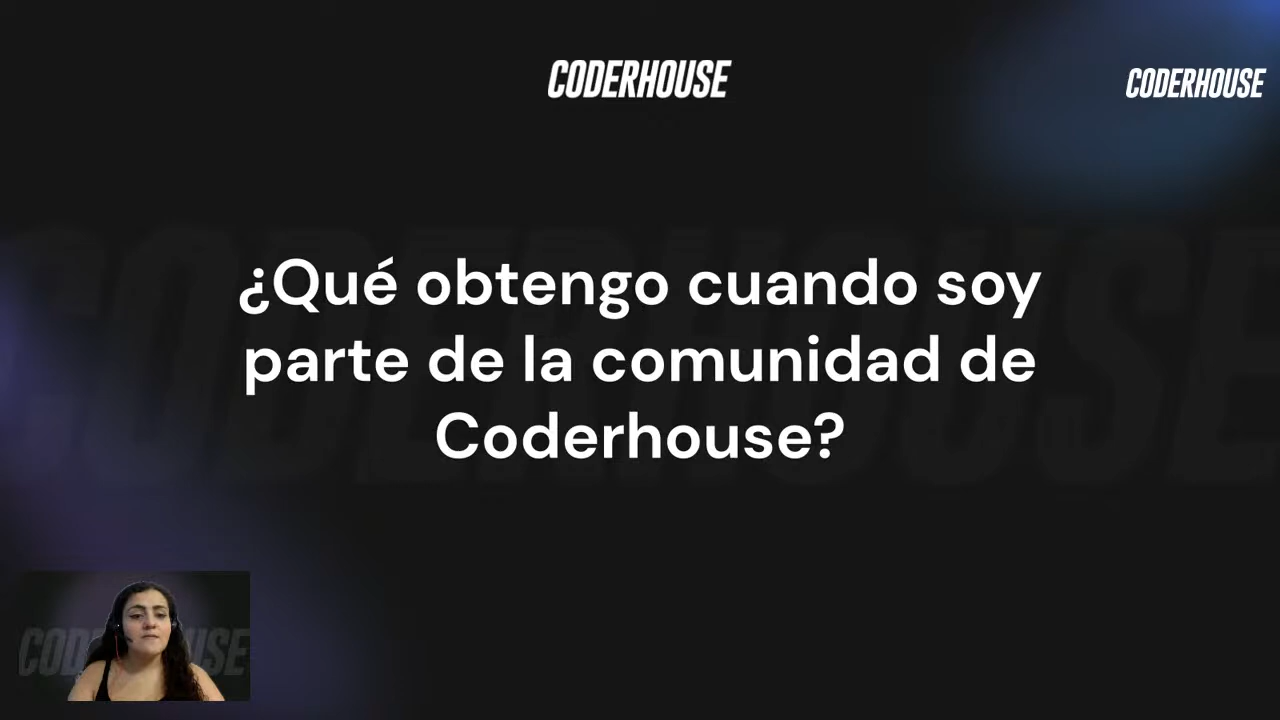 CODERHOUSE
CODERHOUSE
¿Qué obtengo cuando soy
parte de la comunidad de
Coderhouse?